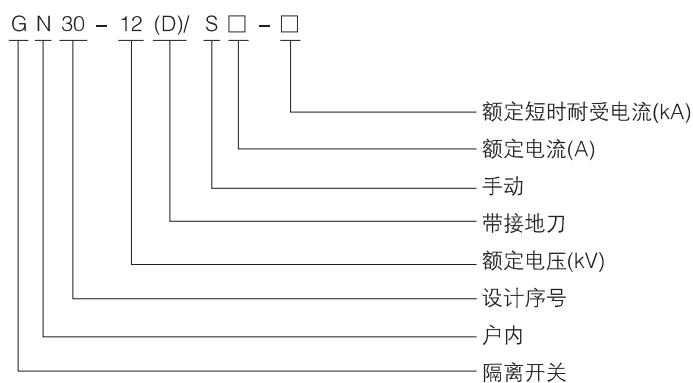 GN30-12(D)/S□-□
额定短时耐受电流(kA)
额定电流(A)
手动
带接地刀
额定电压(kV)
设计序号
户内
隔离开关